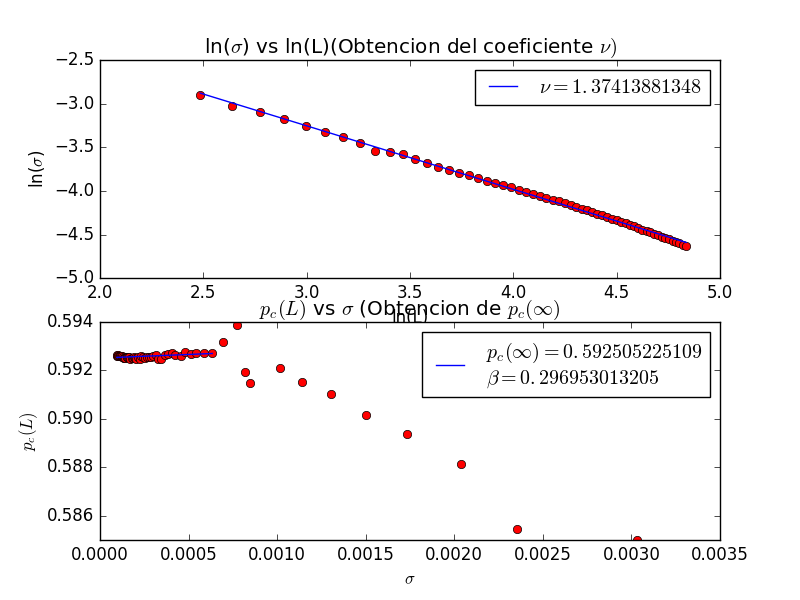 ln(σ) vs ln(L)(Obtencion del coeficiente ν)
−2.5
−3.0
−3.5
−4.0
−4.5
−5.0
ln(σ)
ν = 1.37413881348
2.0 2.5 3.0 3.5 4.0 4.5 5.0
ln(L)
p_c(L) vs σ (Obtencion de p_c(∞)
0.594
0.592
0.590
0.588
0.586
p_c(L)
p_c(∞) = 0.592505225109
β = 0.296953013205
0.0000 0.0005 0.0010 0.0015 0.0020 0.0025 0.0030 0.0035
σ